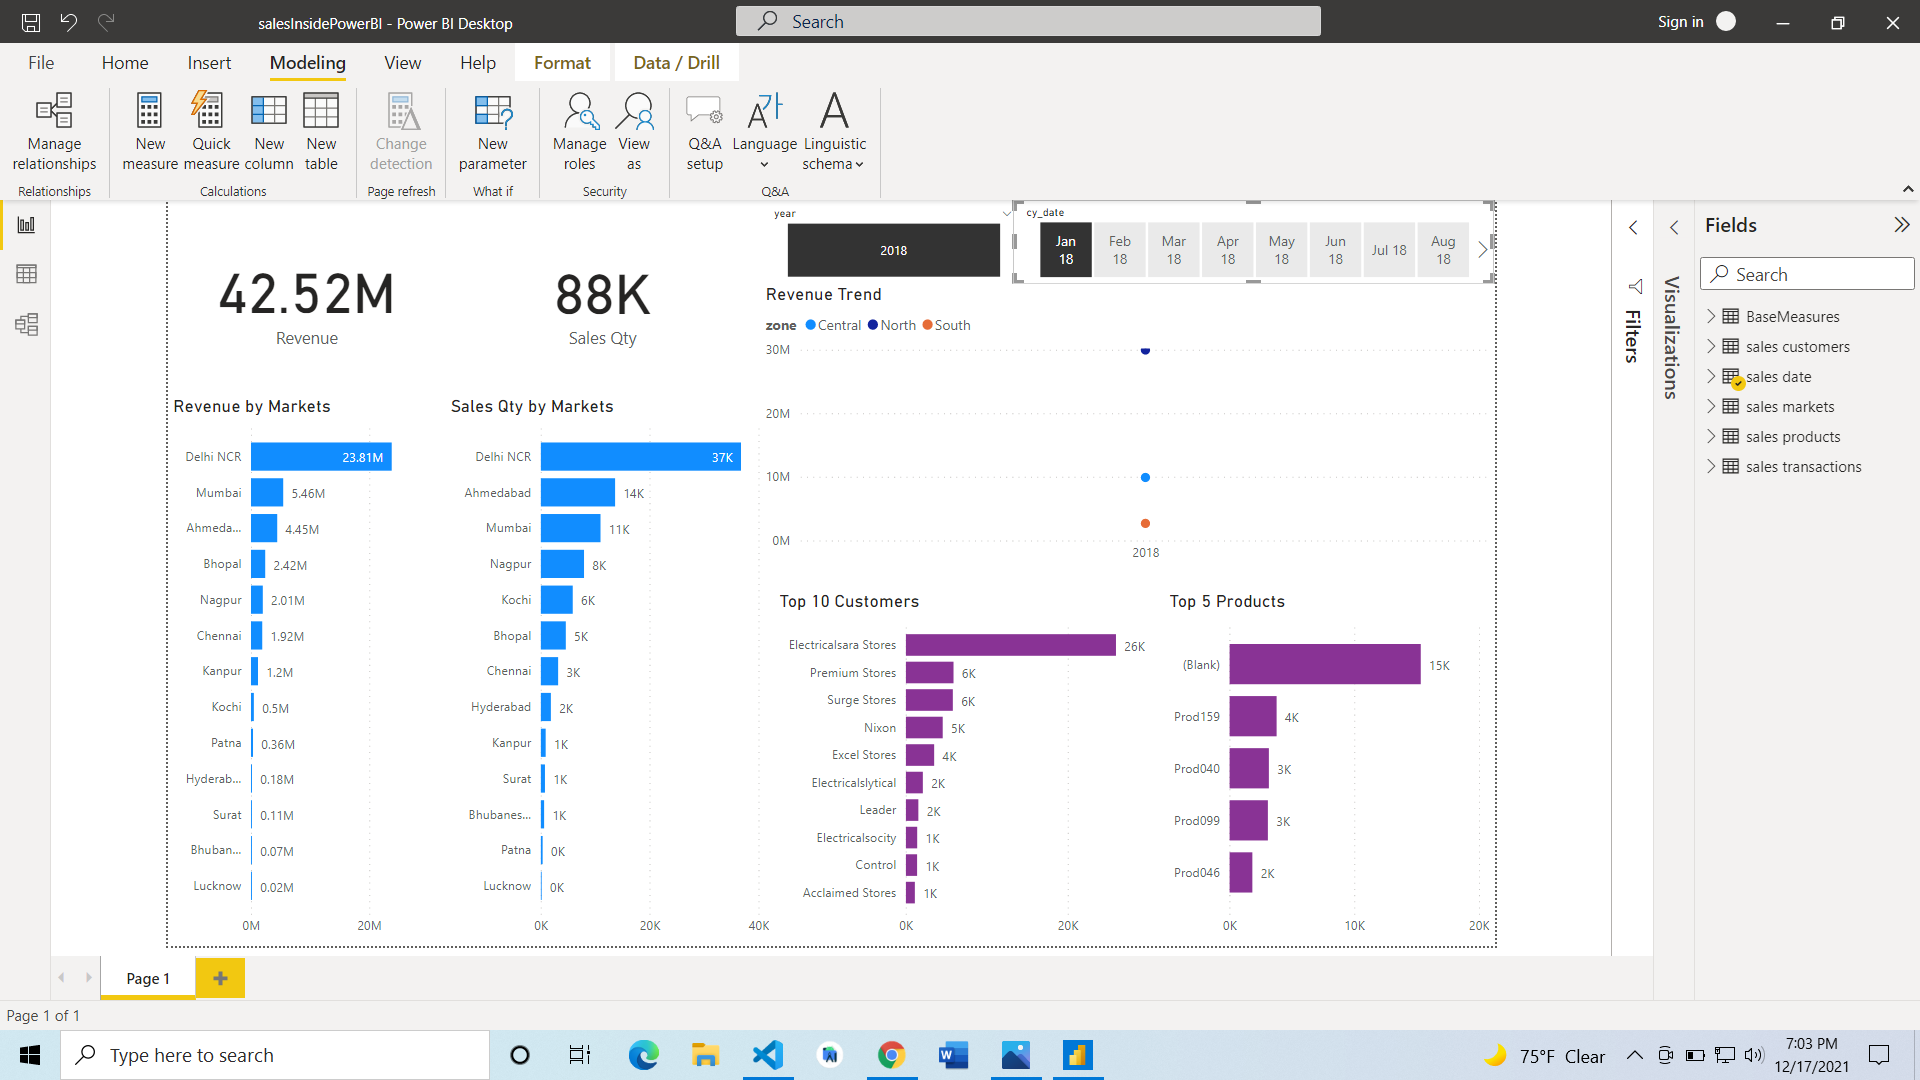 salesInsidePowerBI - Power BI Desktop
Search
Sign in
File
Home
Insert
Modeling
View
Help
Format
Data / Drill
Manage
relationships
Relationships
New
measure
Quick
measure
New
column
New
table
Calculations
Change
detection
Page refresh
New
parameter
What if
Manage
roles
View
as
Security
Q&A
setup
Language
Linguistic
schema
Q&A
year
2018
cy_date
Jan
18
Feb
18
Mar
18
Apr
18
May
18
Jun
18
Jul 18
Aug
18
42.52M
Revenue
88K
Sales Qty
Revenue Trend
zone Central North South
30M
20M
10M
0M
2018
Revenue by Markets
Delhi NCR 23.81M
Mumbai 5.46M
Ahmeda... 4.45M
Bhopal 2.42M
Nagpur 2.01M
Chennai 1.92M
Kanpur 1.2M
Kochi 0.5M
Patna 0.36M
Hyderab... 0.18M
Surat 0.11M
Bhuban... 0.07M
Lucknow 0.02M
0M 20M
Sales Qty by Markets
Delhi NCR 37K
Ahmedabad 14K
Mumbai 11K
Nagpur 8K
Kochi 6K
Bhopal 5K
Chennai 3K
Hyderabad 2K
Kanpur 1K
Surat 1K
Bhubanes... 1K
Patna 0K
Lucknow 0K
0K 20K 40K
Top 10 Customers
Electricalsara Stores 26K
Premium Stores 6K
Surge Stores 6K
Nixon 5K
Excel Stores 4K
Electricalslytical 2K
Leader 2K
Electricalsocity 1K
Control 1K
Acclaimed Stores 1K
0K 20K
Top 5 Products
(Blank) 15K
Prod159 4K
Prod040 3K
Prod099 3K
Prod046 2K
0K 10K 20K
Filters
Visualizations
Fields
Search
BaseMeasures
sales customers
sales date
sales markets
sales products
sales transactions
Page 1
Page 1 of 1
Type here to search
75°F Clear
7:03 PM
12/17/2021